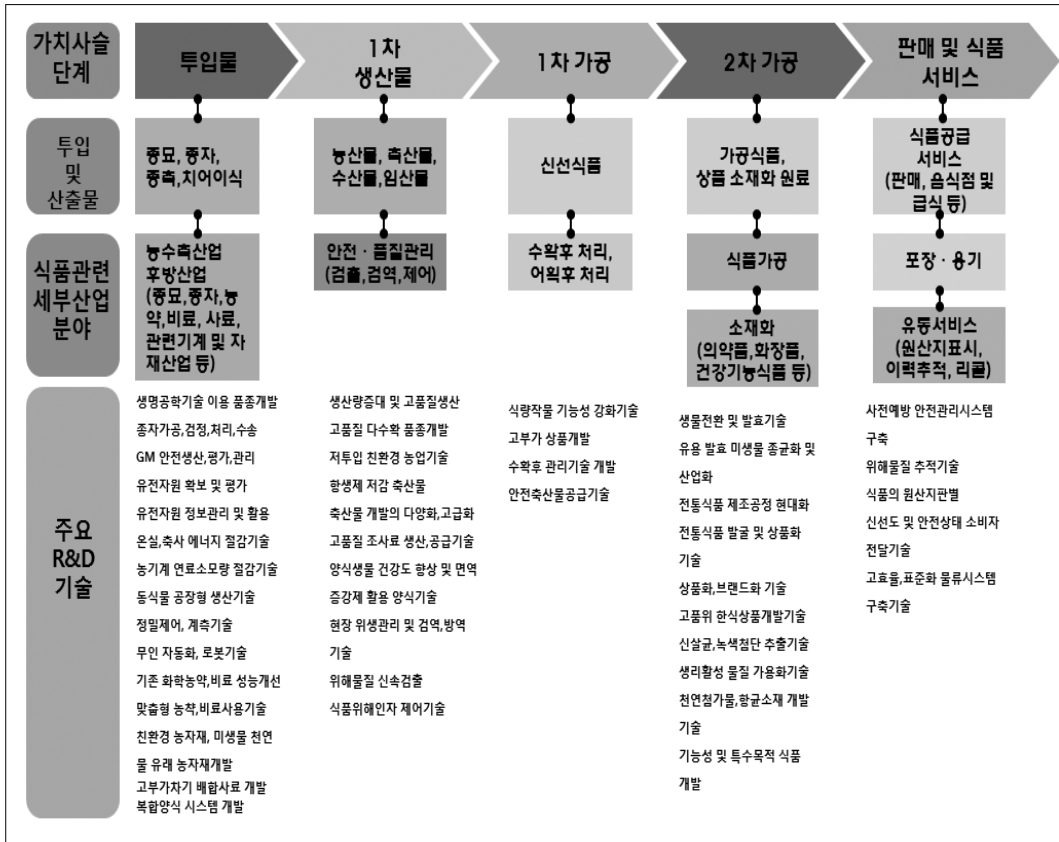 가치사슬
단계
투입물
1차
생산물
1차 가공
2차 가공
판매 및 식품
서비스
투입
및
산출물
종묘, 종자,
종축,치어이식
농산물, 축산물,
수산물,임산물
신선식품
가공식품,
상품 소재화 원료
식품공급
서비스
(판매, 음식점 및
급식 등)
식품관련
세부산업
분야
농수축산업
후방산업
(종묘,종자,농
약,비료, 사료,
관련기계 및 자
재산업 등)
안전 · 품질관리
(검출,검역,제어)
수확후 처리,
어획후 처리
식품가공
소재화
(의약품,화장품,
건강기능식품 등)
포장 · 용기
유통서비스
(원산지표시,
이력추적, 리콜)
주요
R&D
기술
생명공학기술 이용 품종개발
종자가공,검정,처리,수송
GM 안전생산,평가,관리
유전자원 확보 및 평가
유전자원 정보관리 및 활용
온실,축사 에너지 절감기술
농기계 연료소모량 절감기술
동식물 공장형 생산기술
정밀제어, 계측기술
무인 자동화, 로봇기술
기존 화학농약,비료 성능개선
맞춤형 농착,비료사용기술
친환경 농자재, 미생물 천연
물 유래 농자재개발
고부가차기 배합사료 개발
복합양식 시스템 개발
생산량증대 및 고품질생산
고품질 다수확 품종개발
저투입 친환경 농업기술
항생제 저감 축산물
축산물 개발의 다양화,고급화
고품질 조사료 생산,공급기술
양식생물 건강도 향상 및 면역
증강제 활용 양식기술
현장 위생관리 및 검역,방역
기술
위해물질 신속검출
식품위해인자 제어기술
식량작물 기능성 강화기술
고부가 상품개발
수확후 관리기술 개발
안전축산물공급기술
생물전환 및 발효기술
유용 발효 미생물 종균화 및
산업화
전통식품 제조공정 현대화
전통식품 발굴 및 상품화
기술
상품화,브랜드화 기술
고품위 한식상품개발기술
신살균,녹색첨단 추출기술
생리활성 물질 가용화기술
천연첨가물,항균소재 개발
기술
기능성 및 특수목적 식품
개발
사전예방 안전관리시스템
구축
위해물질 추적기술
식품의 원산지판별
신선도 및 안전상태 소비자
전달기술
고효율,표준화 물류시스템
구축기술